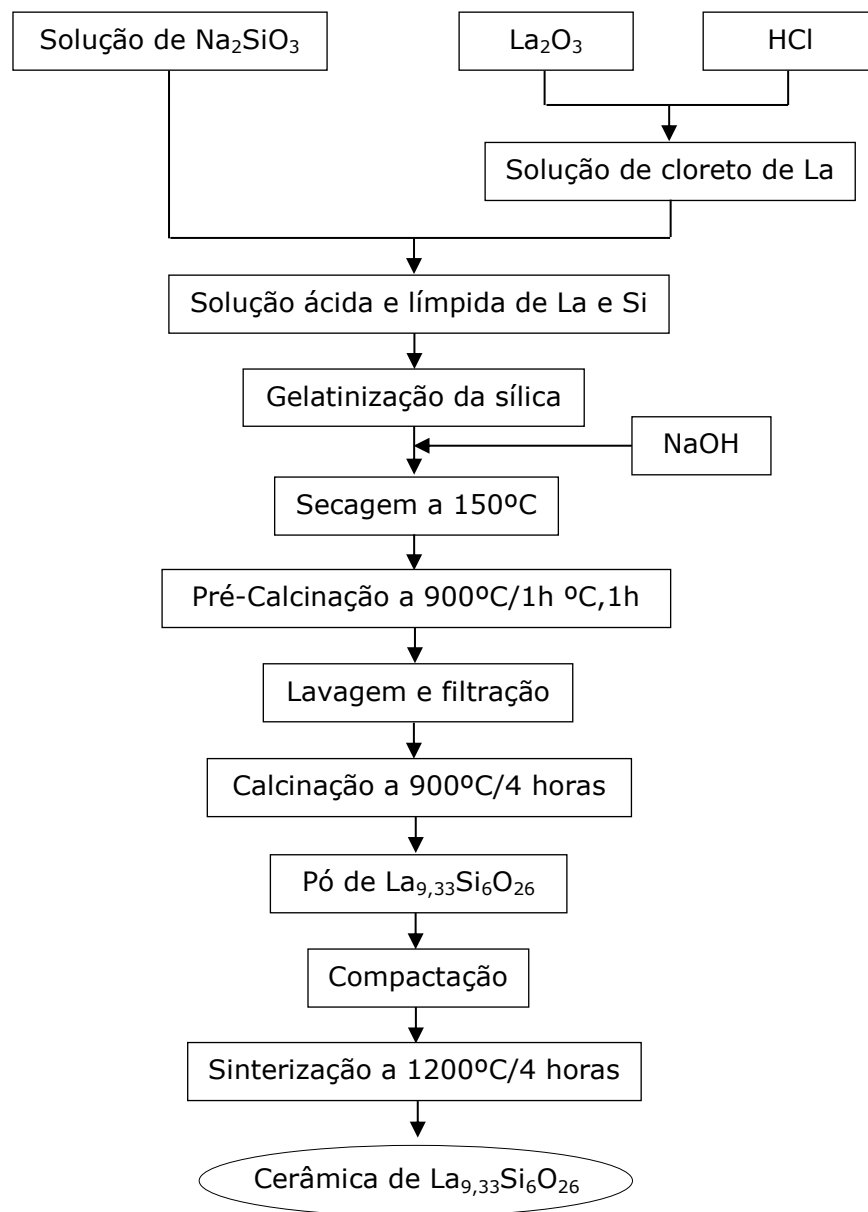 Solução de Na₂SiO₃
La₂O₃
HCl
Solução de cloreto de La
Solução ácida e límpida de La e Si
Gelatinização da sílica
NaOH
Secagem a 150ºC
Pré-Calcinação a 900ºC/1h ºC,1h
Lavagem e filtração
Calcinação a 900ºC/4 horas
Pó de La₉,₃₃Si₆O₂₆
Compactação
Sinterização a 1200ºC/4 horas
Cerâmica de La₉,₃₃Si₆O₂₆